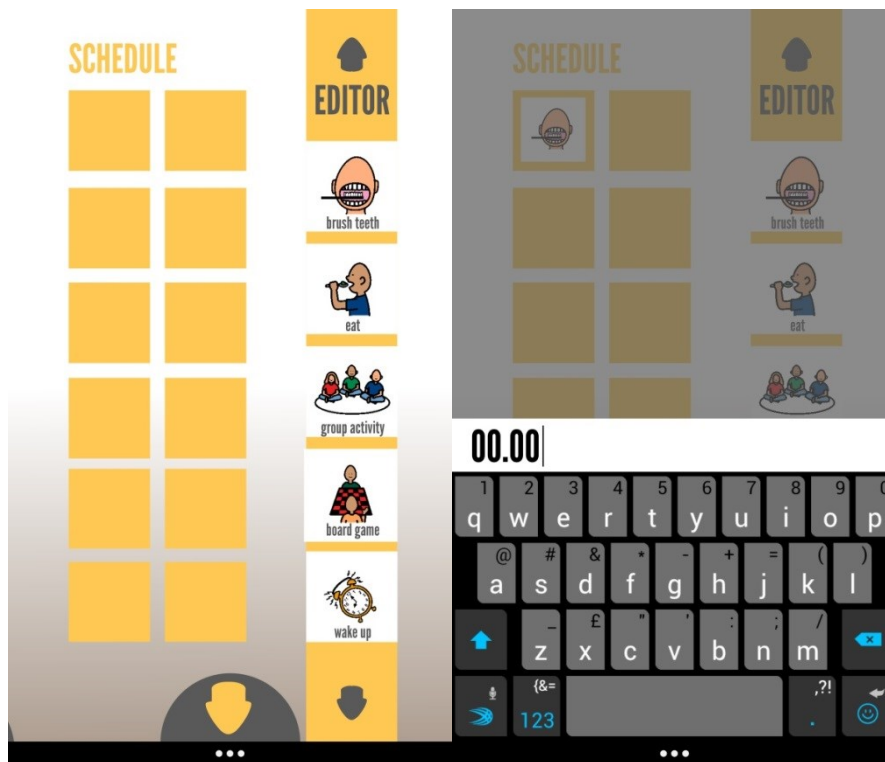 SCHEDULE
EDITOR
brush teeth
eat
group activity
board game
wake up
SCHEDULE
EDITOR
brush teeth
eat
00.00
1 2 3 4 5 6 7 8 9 0
q w e r t y u i o p
@ # & * - + = ( )
a s d f g h j k l
_ £ " ' : ; /
z x c v b n m
{&= ,?!
123 .